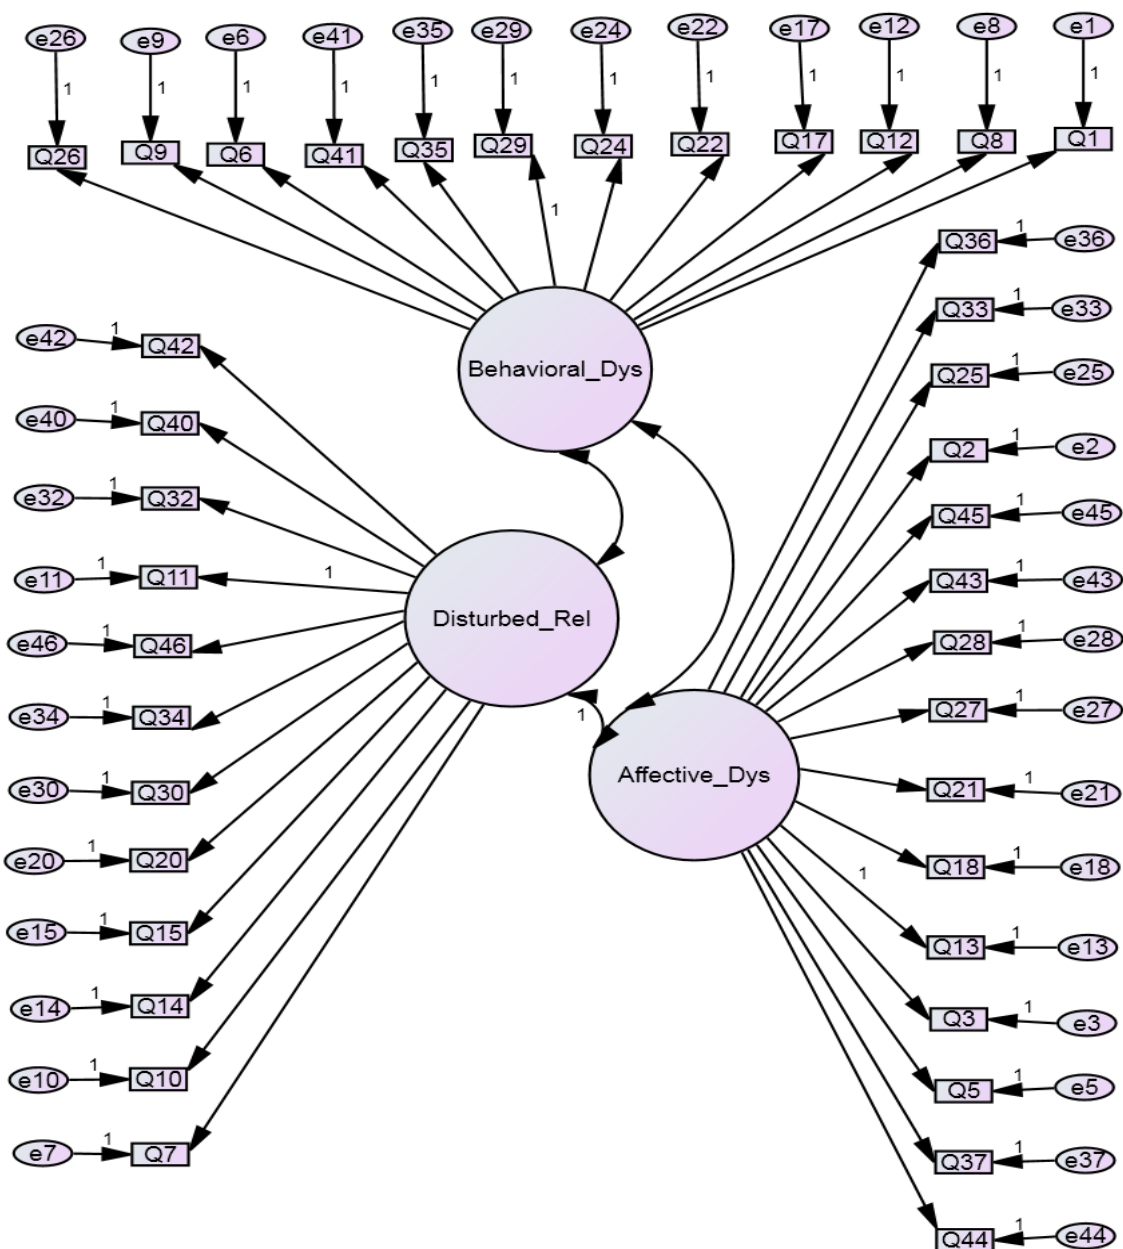 e26 e9 e6 e41 e35 e29 e24 e22 e17 e12 e8 e1
1 1 1 1 1 1 1 1 1 1 1 1
Q26 Q9 Q6 Q41 Q35 Q29 Q24 Q22 Q17 Q12 Q8 Q1
1
Behavioral_Dys
e42 1 Q42
e40 1 Q40
e32 1 Q32
e11 1 Q11 1
e46 1 Q46
e34 1 Q34
e30 1 Q30
e20 1 Q20
e15 1 Q15
e14 1 Q14
e10 1 Q10
e7 1 Q7
Disturbed_Rel
1
Affective_Dys
1
Q36 1 e36
Q33 1 e33
Q25 1 e25
Q2 1 e2
Q45 1 e45
Q43 1 e43
Q28 1 e28
Q27 1 e27
Q21 1 e21
Q18 1 e18
Q13 1 e13
Q3 1 e3
Q5 1 e5
Q37 1 e37
Q44 1 e44